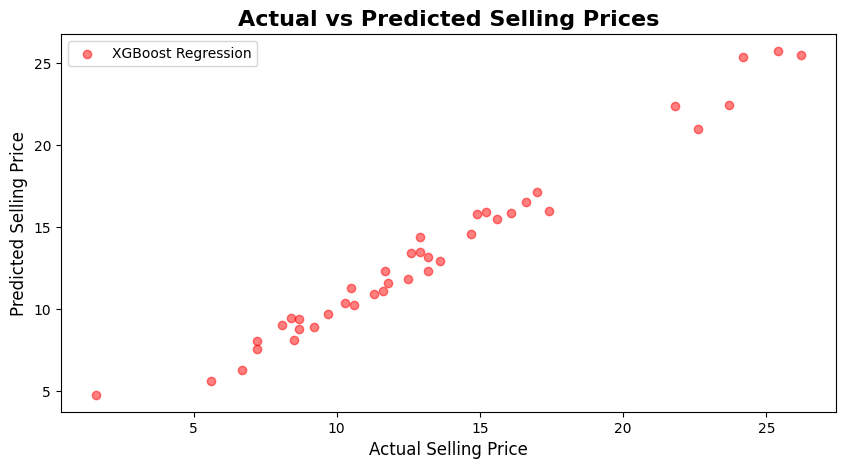 Actual vs Predicted Selling Prices
XGBoost Regression
25
20
15
10
5
Predicted Selling Price
5 10 15 20 25
Actual Selling Price